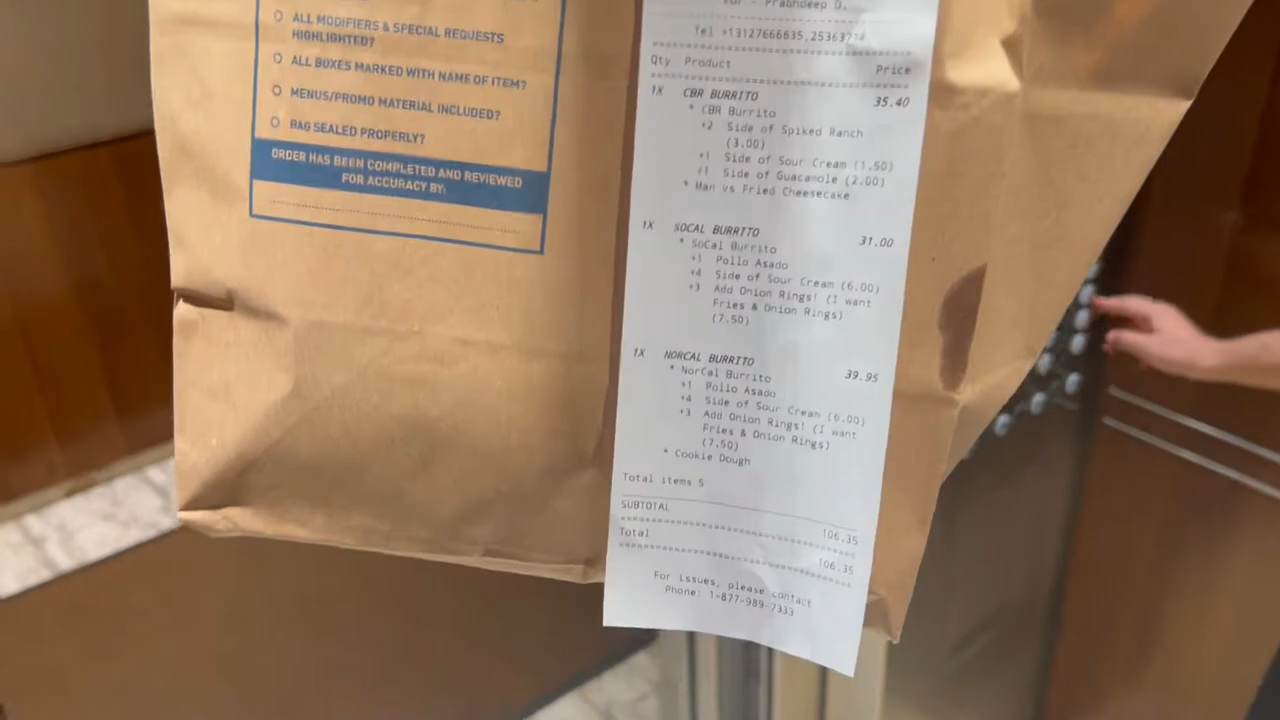 ALL MODIFIERS & SPECIAL REQUESTS
HIGHLIGHTED?
ALL BOXES MARKED WITH NAME OF ITEM?
MENUS/PROMO MATERIAL INCLUDED?
BAG SEALED PROPERLY?
ORDER HAS BEEN COMPLETED AND REVIEWED
FOR ACCURACY BY:
Prabhdeep D.
Tel +13127666635,25363714
Qty Product Price
1X CBR BURRITO 35.40
* CBR Burrito
+2 Side of Spiked Ranch
(3.00)
+1 Side of Sour Cream (1.50)
+1 Side of Guacamole (2.00)
* Man vs Fried Cheesecake
1X SOCAL BURRITO 31.00
* SoCal Burrito
+1 Pollo Asado
+4 Side of Sour Cream (6.00)
+3 Add Onion Rings! (I want
Fries & Onion Rings)
(7.50)
1X NORCAL BURRITO 39.95
* NorCal Burrito
+1 Pollo Asado
+4 Side of Sour Cream (6.00)
+3 Add Onion Rings! (I want
Fries & Onion Rings)
(7.50)
* Cookie Dough
Total items 5
SUBTOTAL 106.35
Total 106.35
For issues, please contact
Phone: 1-877-989-7333